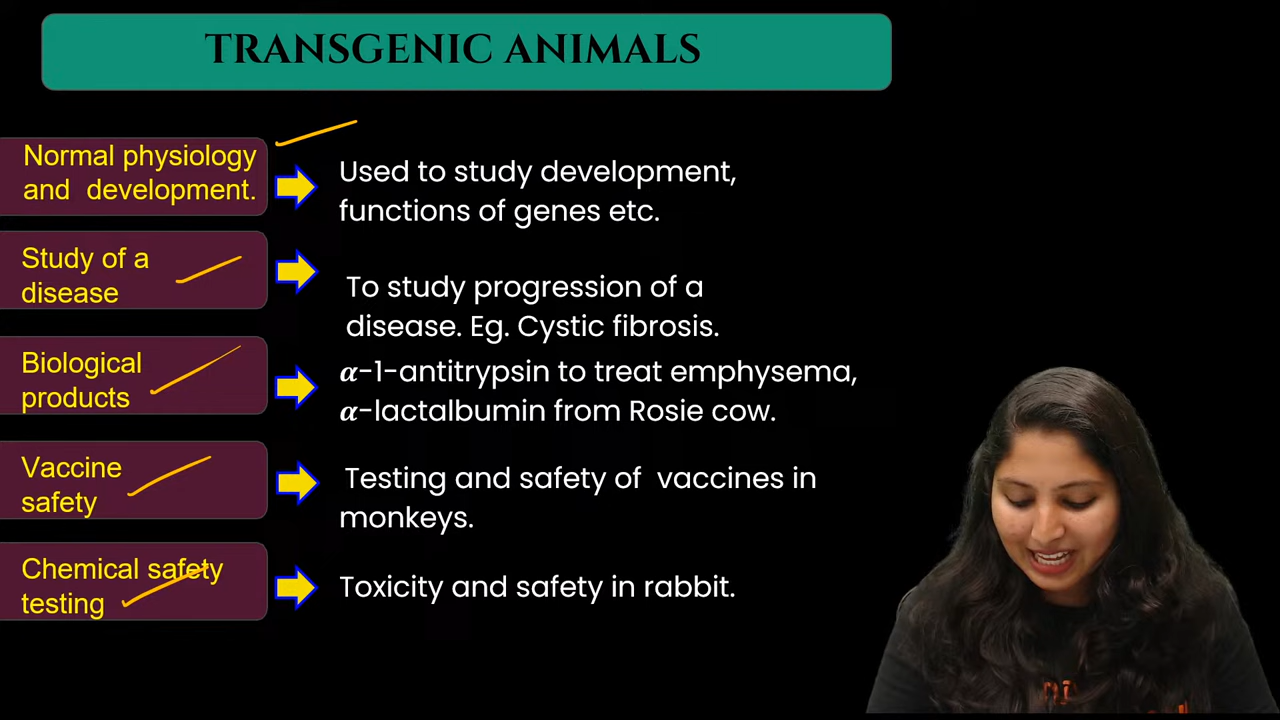 TRANSGENIC ANIMALS
Normal physiology
and development.
Used to study development,
functions of genes etc.
Study of a
disease
To study progression of a
disease. Eg. Cystic fibrosis.
Biological
products
α-1-antitrypsin to treat emphysema,
α-lactalbumin from Rosie cow.
Vaccine
safety
Testing and safety of vaccines in
monkeys.
Chemical safety
testing
Toxicity and safety in rabbit.